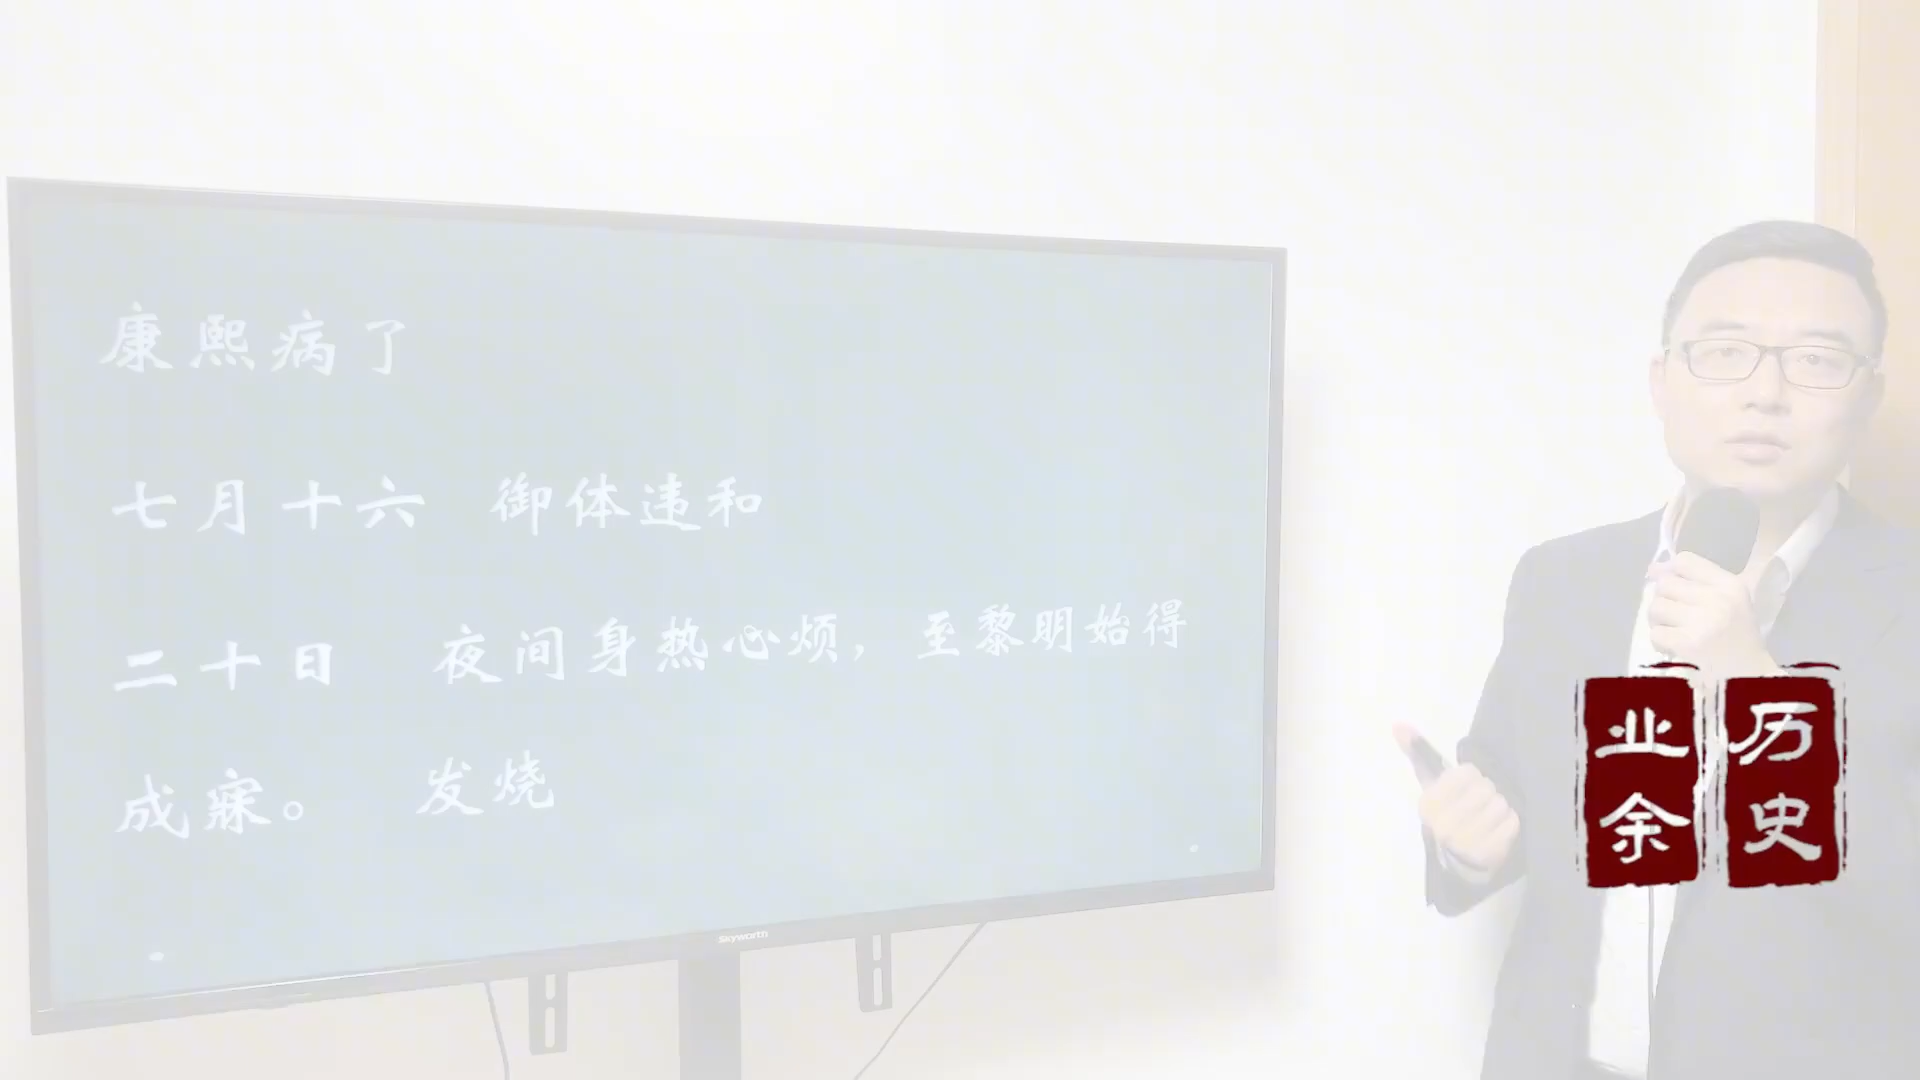 康熙病了
七月十六 御体违和
二十日 夜间身热心烦，至黎明始得
成寐。 发烧
Skyworth
历史
业余